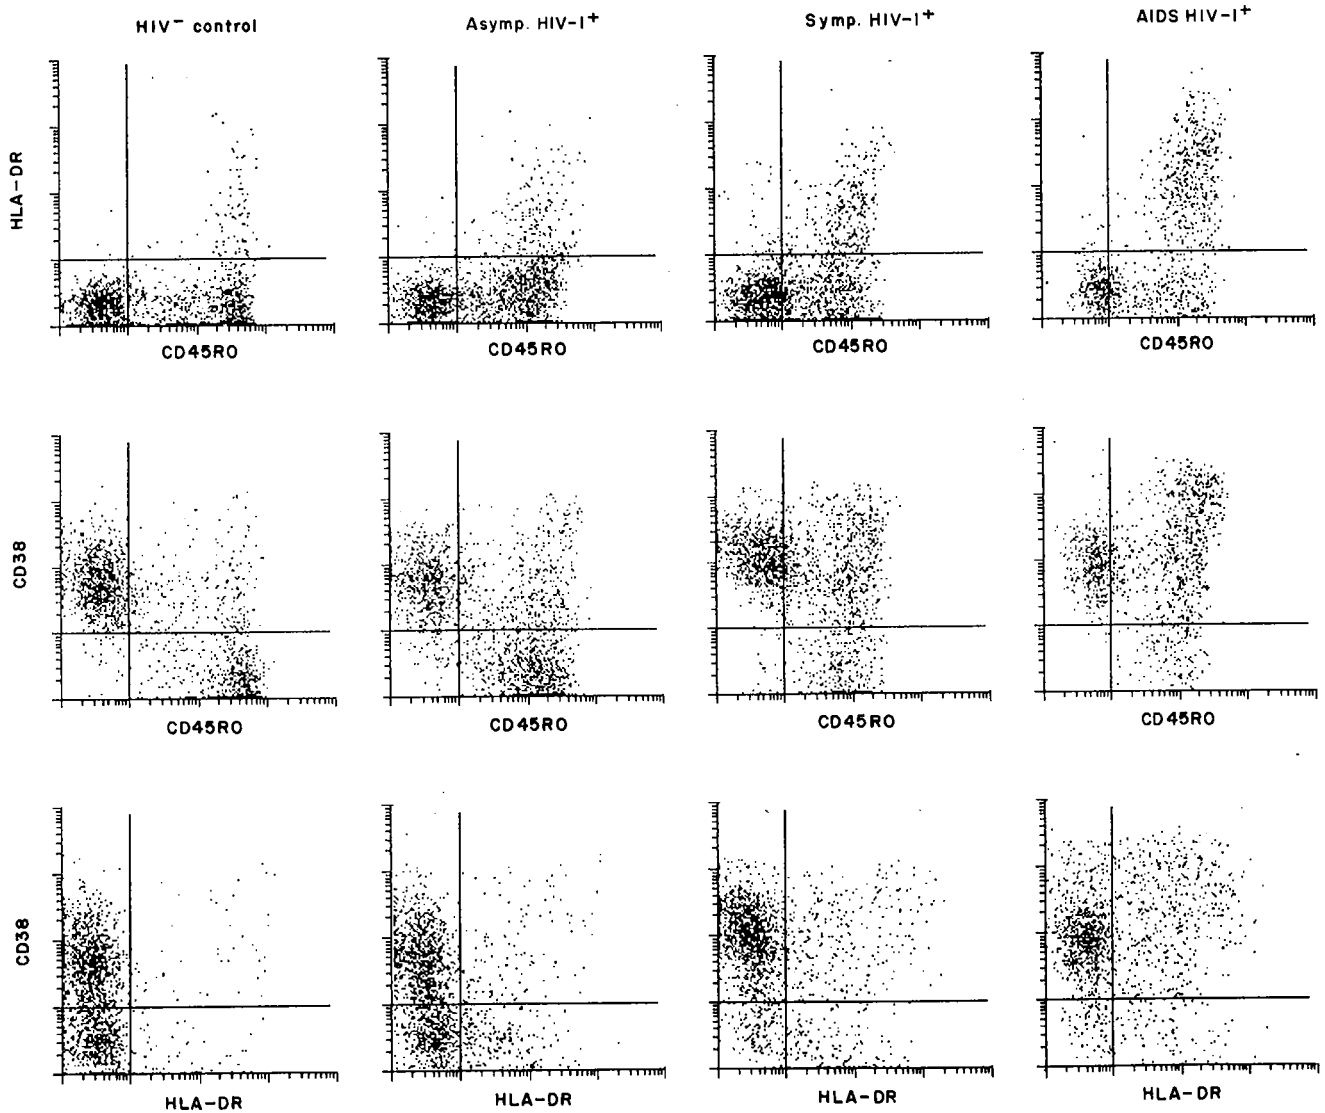 HIV⁻ control
Asymp. HIV-1⁺
Symp. HIV-1⁺
AIDS HIV-1⁺
HLA-DR
CD45RO
CD45RO
CD45RO
CD45RO
CD38
CD45RO
CD45RO
CD45RO
CD45RO
CD38
HLA-DR
HLA-DR
HLA-DR
HLA-DR